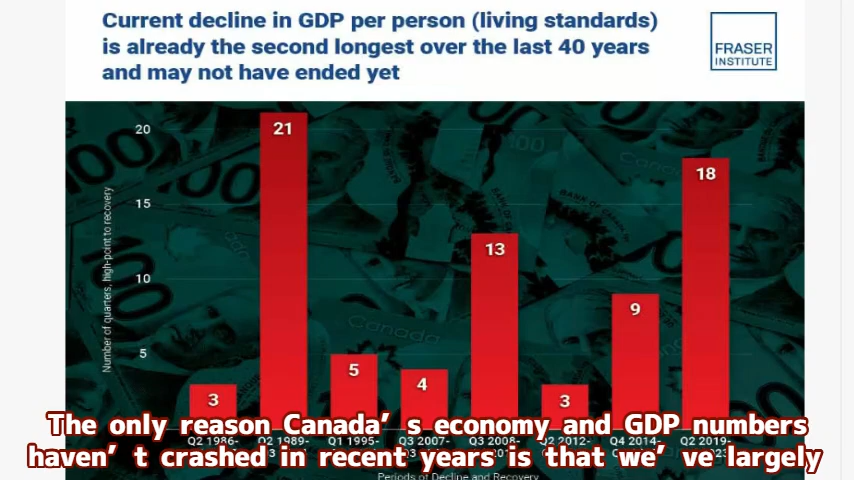 Current decline in GDP per person (living standards)
is already the second longest over the last 40 years
and may not have ended yet
FRASER
INSTITUTE
Number of quarters, high-point to recovery
20
15
10
5
3
21
5
4
13
3
9
18
Q2 1986- Q2 1989- Q1 1995- Q3 2007- Q3 2008- Q2 2012- Q4 2014- Q2 2019-
Periods of Decline and Recovery
The only reason Canada’s economy and GDP numbers
haven’t crashed in recent years is that we’ve largely